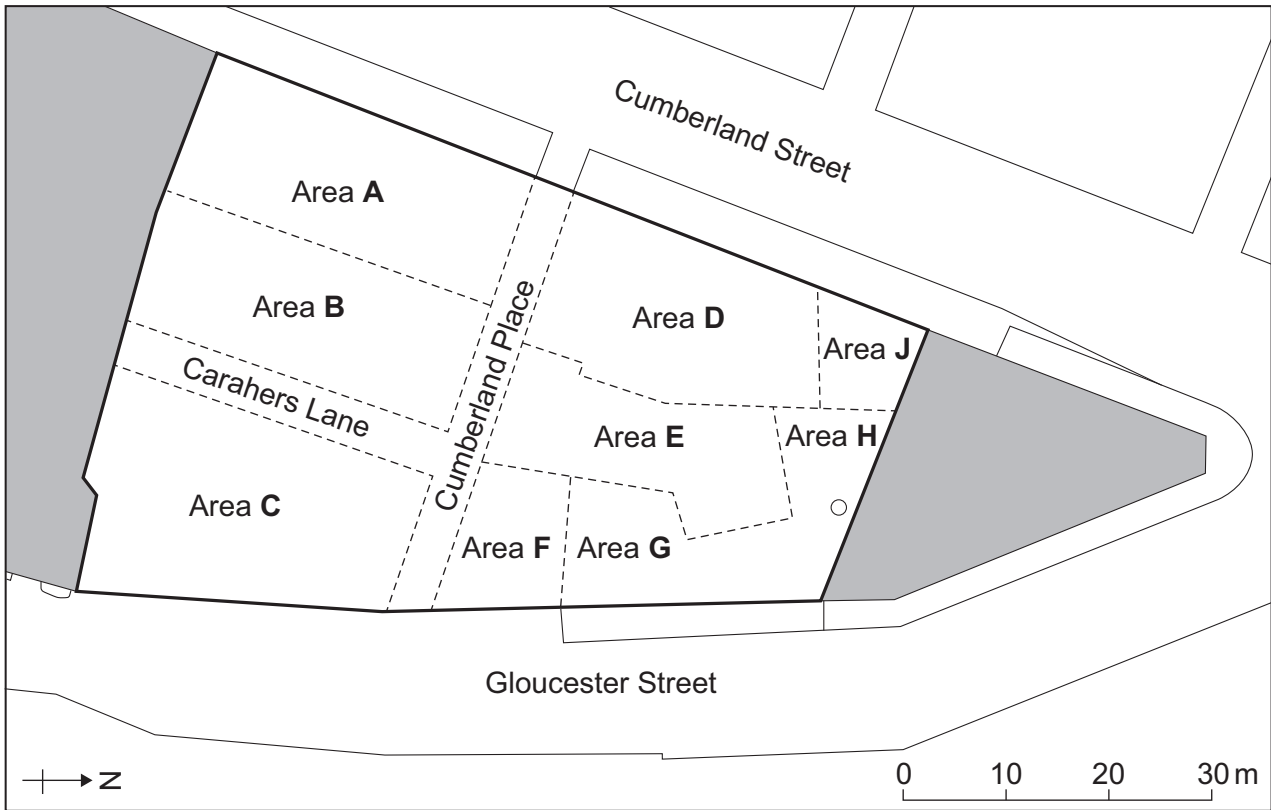 Cumberland Street
Area A
Area B
Cumberland Place
Area D
Area J
Carahers Lane
Area E
Area H
Area C
Area F
Area G
Gloucester Street
N
0 10 20 30 m